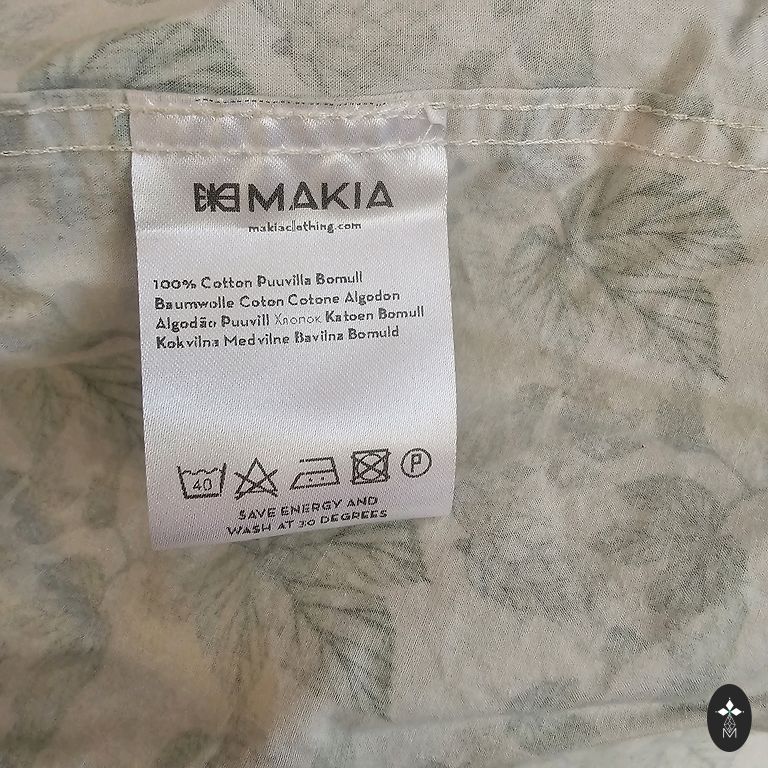 MAKIA
makiaclothing.com
100% Cotton Puuvilla Bomull
Baumwolle Coton Cotone Algodon
Algodão Puuvill Хлопок Katoen Bomull
Kokvilna Medvilne Bavlna Bomuld
40
P
SAVE ENERGY AND
WASH AT 30 DEGREES
M